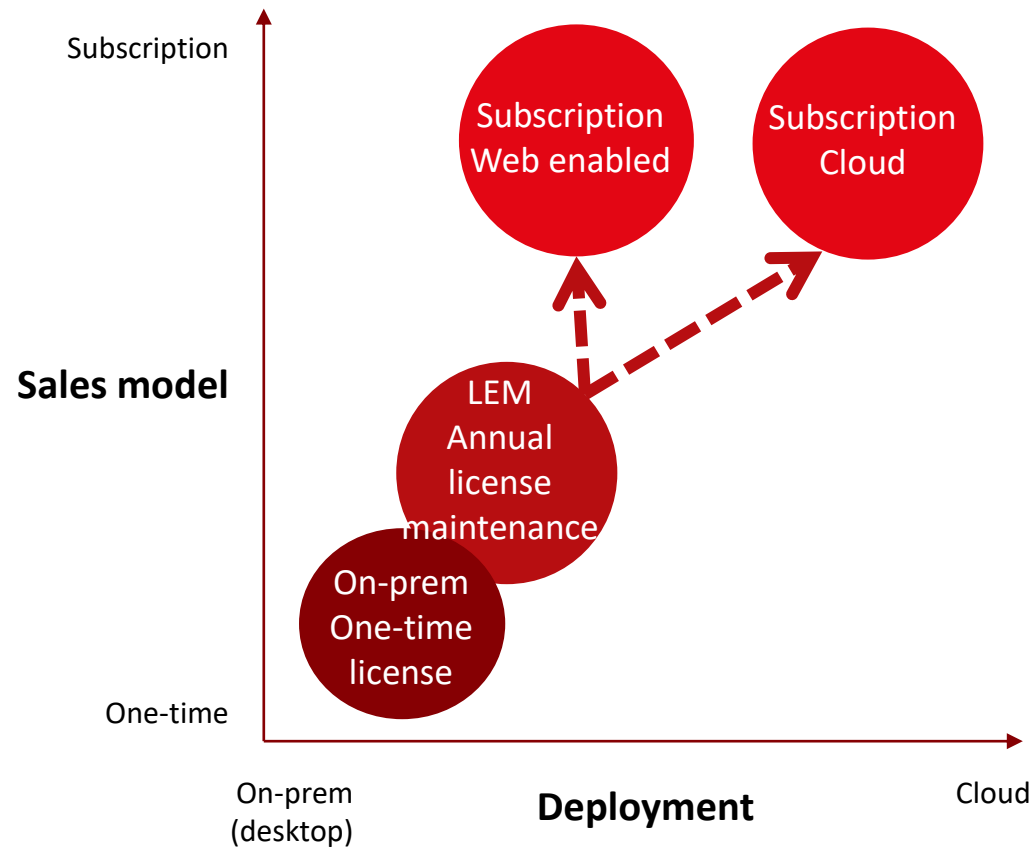 Subscription
Subscription
Web enabled
Subscription
Cloud
Sales model
LEM
Annual
license
maintenance
On-prem
One-time
license
One-time
On-prem
(desktop)
Deployment
Cloud